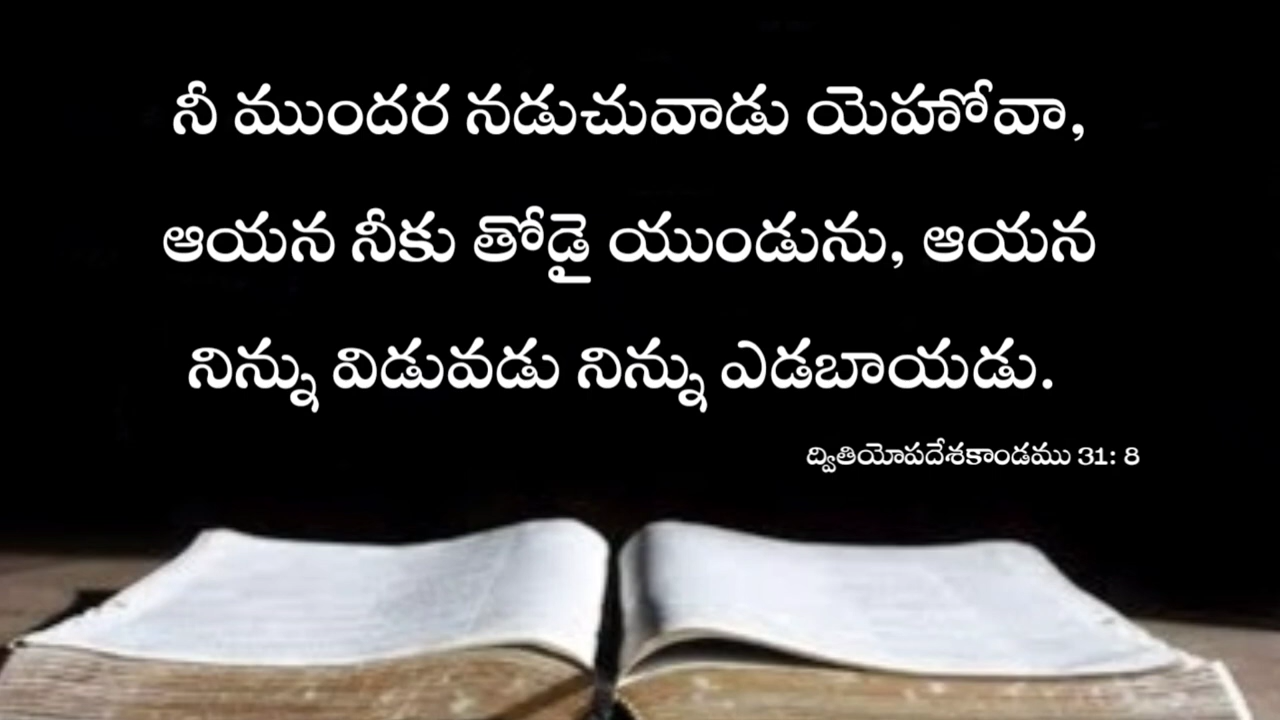 నీ ముందర నడుచువాడు యెహోవా,
ఆయన నీకు తోడై యుండును, ఆయన
నిన్ను విడువడు నిన్ను ఎడబాయడు.
ద్వితియోపదేశకాండము 31: 8